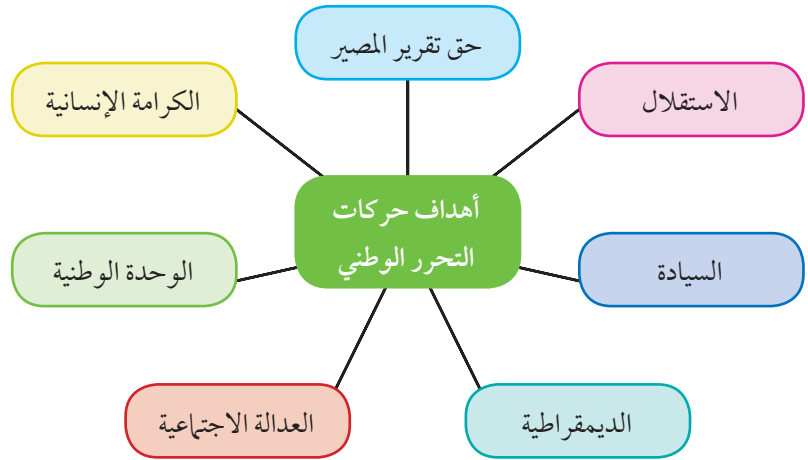 حق تقرير المصير
الاستقلال
الكرامة الإنسانية
أهداف حركات
التحرر الوطني
السيادة
الوحدة الوطنية
الديمقراطية
العدالة الاجتماعية